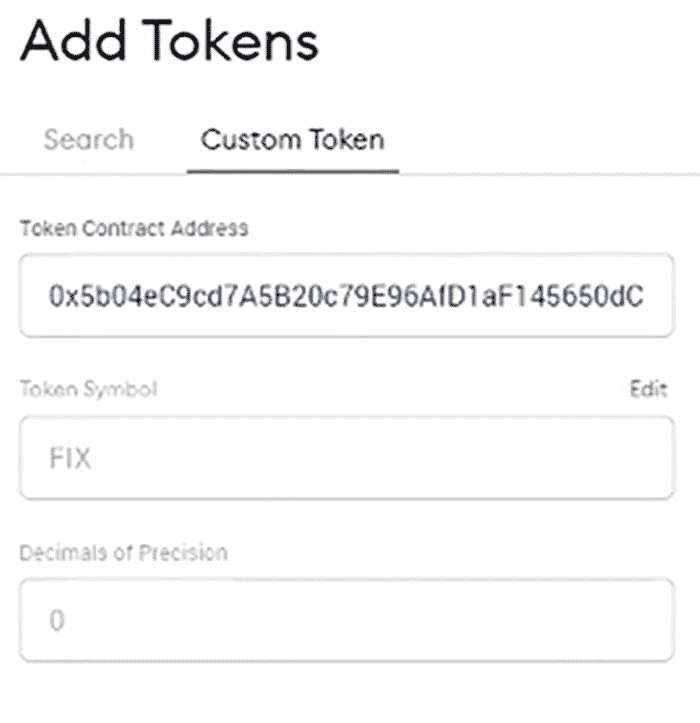 Add Tokens
Search Custom Token
Token Contract Address
0x5b04eC9cd7A5B20c79E96AfD1aF145650dC
Token Symbol Edit
FIX
Decimals of Precision
0